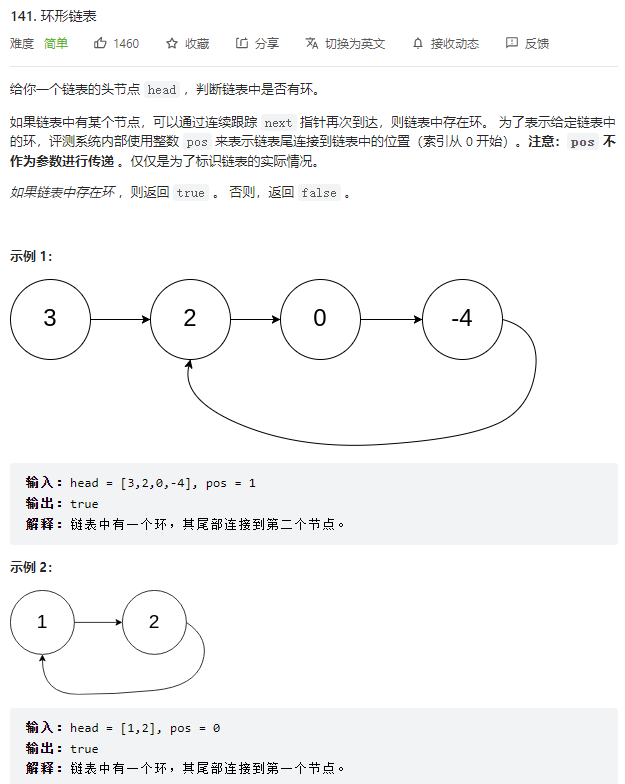 141. 环形链表
难度 简单 1460 收藏 分享 切换为英文 接收动态 反馈
给你一个链表的头节点 head ，判断链表中是否有环。
如果链表中有某个节点，可以通过连续跟踪 next 指针再次到达，则链表中存在环。 为了表示给定链表中
的环，评测系统内部使用整数 pos 来表示链表尾连接到链表中的位置（索引从 0 开始）。注意：pos 不
作为参数进行传递 。仅仅是为了标识链表的实际情况。
如果链表中存在环 ，则返回 true 。 否则，返回 false 。
示例 1：
3 2 0 -4
输入：head = [3,2,0,-4], pos = 1
输出：true
解释：链表中有一个环，其尾部连接到第二个节点。
示例 2：
1 2
输入：head = [1,2], pos = 0
输出：true
解释：链表中有一个环，其尾部连接到第一个节点。